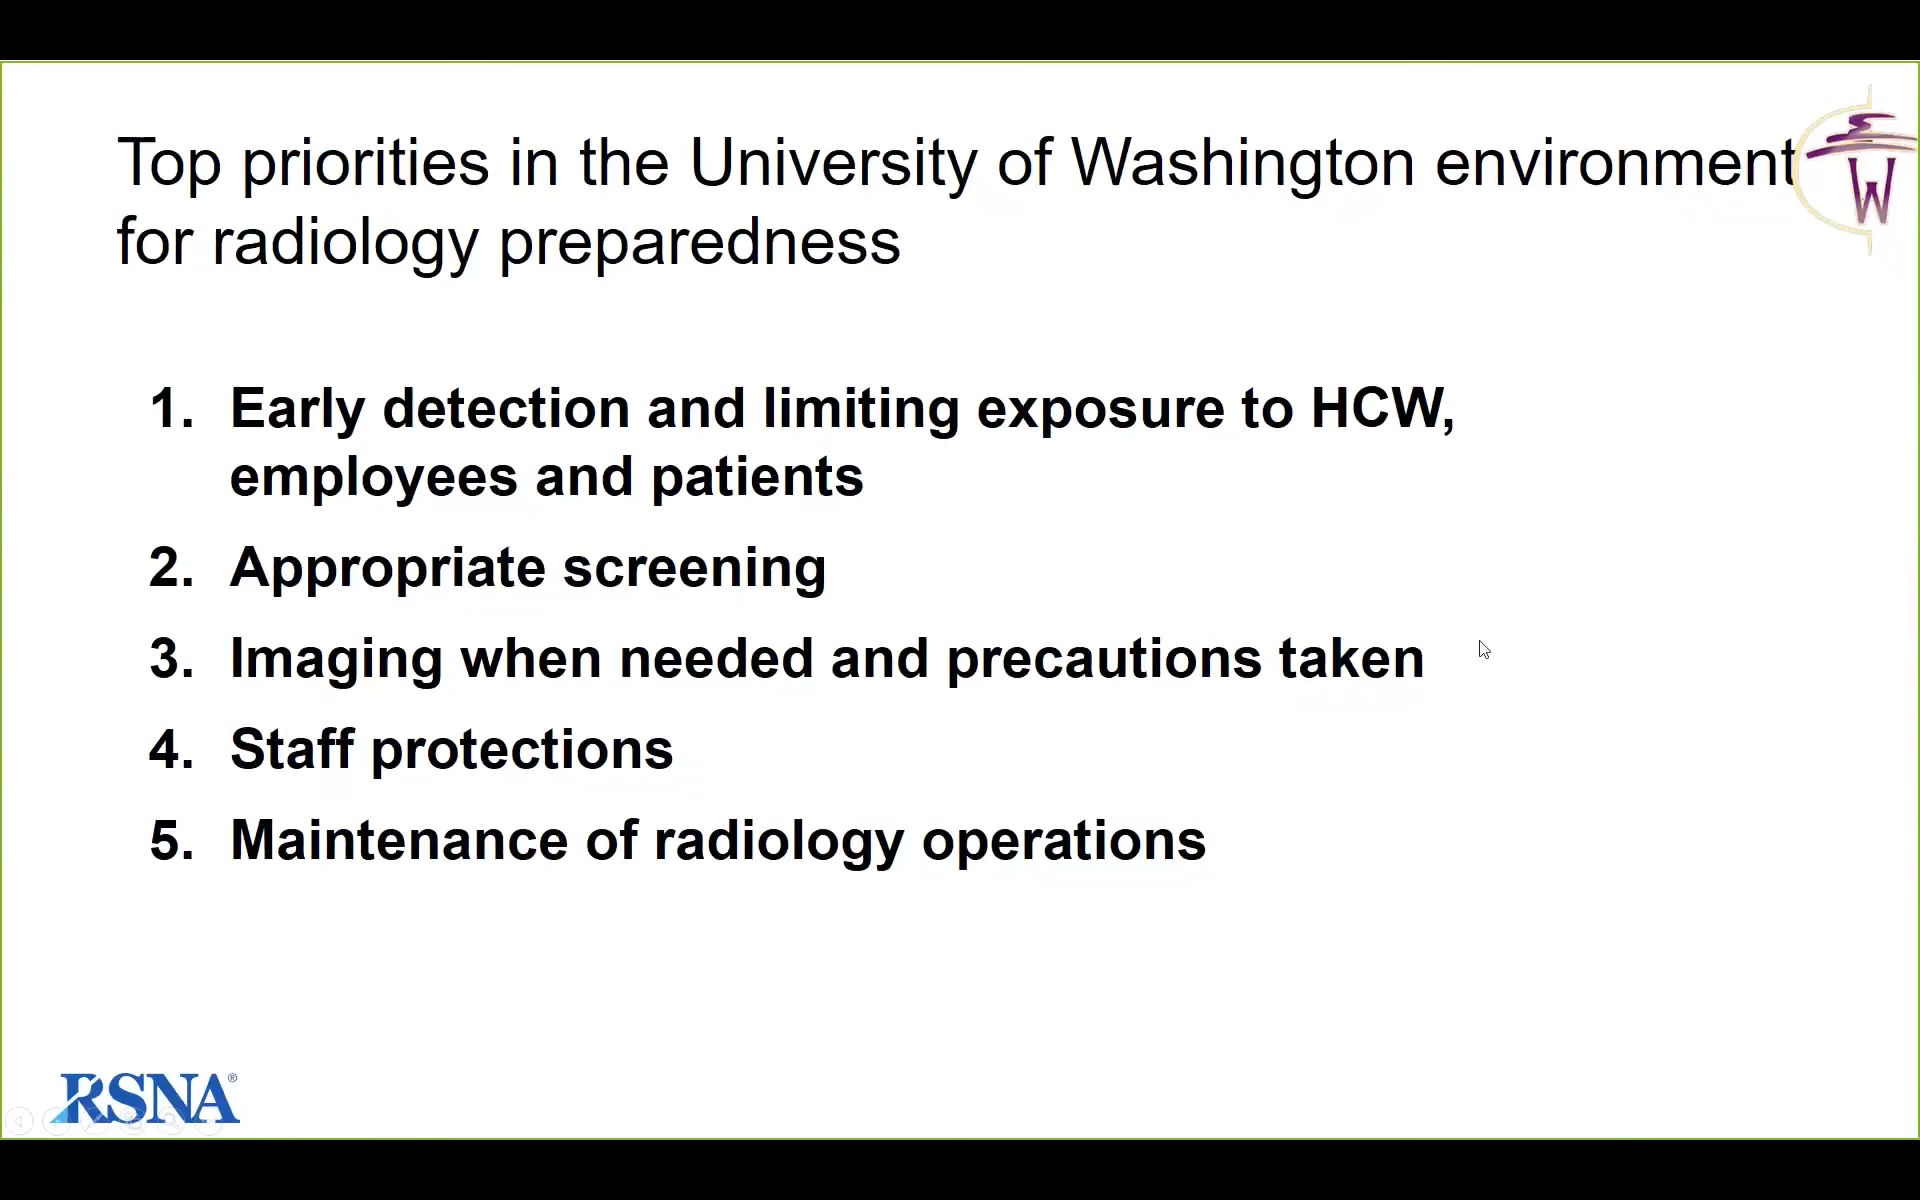 Top priorities in the University of Washington environment
for radiology preparedness
1. Early detection and limiting exposure to HCW,
employees and patients
2. Appropriate screening
3. Imaging when needed and precautions taken
4. Staff protections
5. Maintenance of radiology operations
W
RSNA®